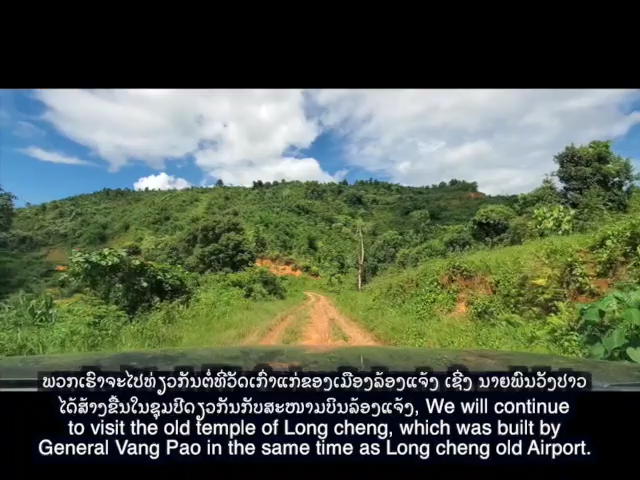 ພວກເຮົາຈະໄປທ່ຽວກັນຕໍ່ທີ່ວັດເກົ່າແກ່ຂອງເມືອງລ້ອງແຈ້ງ ເຊີ່ງ ນາຍພົນວັງປາວ
ໄດ້ສ້າງຂື້ນໃນຊຸມປີດຽວກັນກັບສະໜາມບິນລ້ອງແຈ້ງ, We will continue
to visit the old temple of Long cheng, which was built by
General Vang Pao in the same time as Long cheng old Airport.